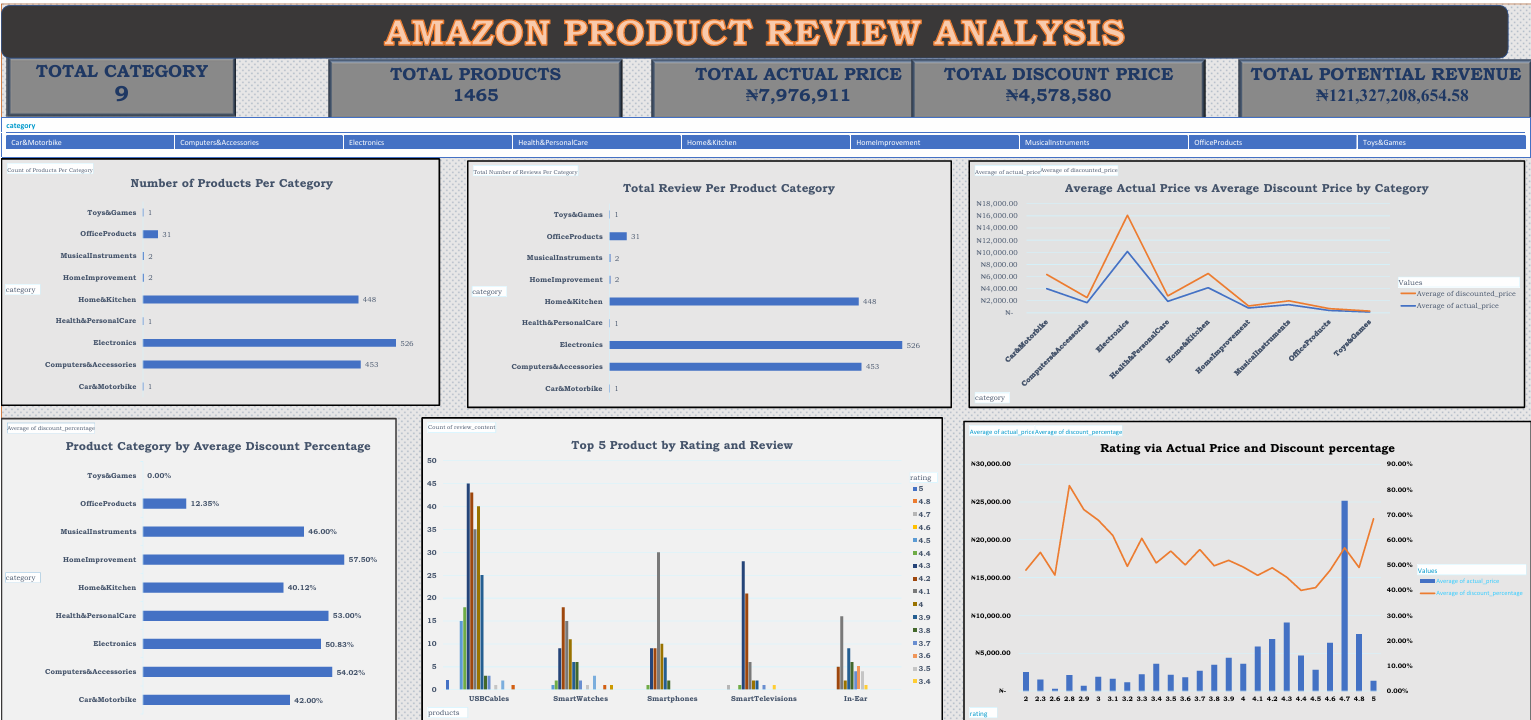 AMAZON PRODUCT REVIEW ANALYSIS
TOTAL CATEGORY
9
TOTAL PRODUCTS
1465
TOTAL ACTUAL PRICE
₦7,976,911
TOTAL DISCOUNT PRICE
₦4,578,580
TOTAL POTENTIAL REVENUE
₦121,327,208,654.58
category
Car&Motorbike
Computers&Accessories
Electronics
Health&PersonalCare
Home&Kitchen
HomeImprovement
MusicalInstruments
OfficeProducts
Toys&Games
Count of Products Per Category
Number of Products Per Category
Toys&Games 1
OfficeProducts 31
MusicalInstruments 2
HomeImprovement 2
category
Home&Kitchen 448
Health&PersonalCare 1
Electronics 526
Computers&Accessories 453
Car&Motorbike 1
Total Number of Reviews Per Category
Total Review Per Product Category
Toys&Games 1
OfficeProducts 31
MusicalInstruments 2
HomeImprovement 2
category
Home&Kitchen 448
Health&PersonalCare 1
Electronics 526
Computers&Accessories 453
Car&Motorbike 1
Average of actual_price Average of discounted_price
Average Actual Price vs Average Discount Price by Category
₦18,000.00
₦16,000.00
₦14,000.00
₦12,000.00
₦10,000.00
₦8,000.00
₦6,000.00
₦4,000.00
₦2,000.00
₦-
Car&Motorbike
Computers&Accessories
Electronics
Health&PersonalCare
Home&Kitchen
HomeImprovement
MusicalInstruments
OfficeProducts
Toys&Games
Values
Average of discounted_price
Average of actual_price
category
Average of discount_percentage
Product Category by Average Discount Percentage
Toys&Games 0.00%
OfficeProducts 12.35%
MusicalInstruments 46.00%
HomeImprovement 57.50%
category
Home&Kitchen 40.12%
Health&PersonalCare 53.00%
Electronics 50.83%
Computers&Accessories 54.02%
Car&Motorbike 42.00%
Count of review_content
Top 5 Product by Rating and Review
50
45
40
35
30
25
20
15
10
5
0
USBCables
SmartWatches
Smartphones
SmartTelevisions
In-Ear
rating
5
4.8
4.7
4.6
4.5
4.4
4.3
4.2
4.1
4
3.9
3.8
3.7
3.6
3.5
3.4
products
Average of actual_price Average of discount_percentage
Rating via Actual Price and Discount percentage
₦30,000.00
₦25,000.00
₦20,000.00
₦15,000.00
₦10,000.00
₦5,000.00
₦-
90.00%
80.00%
70.00%
60.00%
50.00%
40.00%
30.00%
20.00%
10.00%
0.00%
2 2.3 2.6 2.8 2.9 3 3.1 3.2 3.3 3.4 3.5 3.6 3.7 3.8 3.9 4 4.1 4.2 4.3 4.4 4.5 4.6 4.7 4.8 5
Values
Average of actual_price
Average of discount_percentage
rating